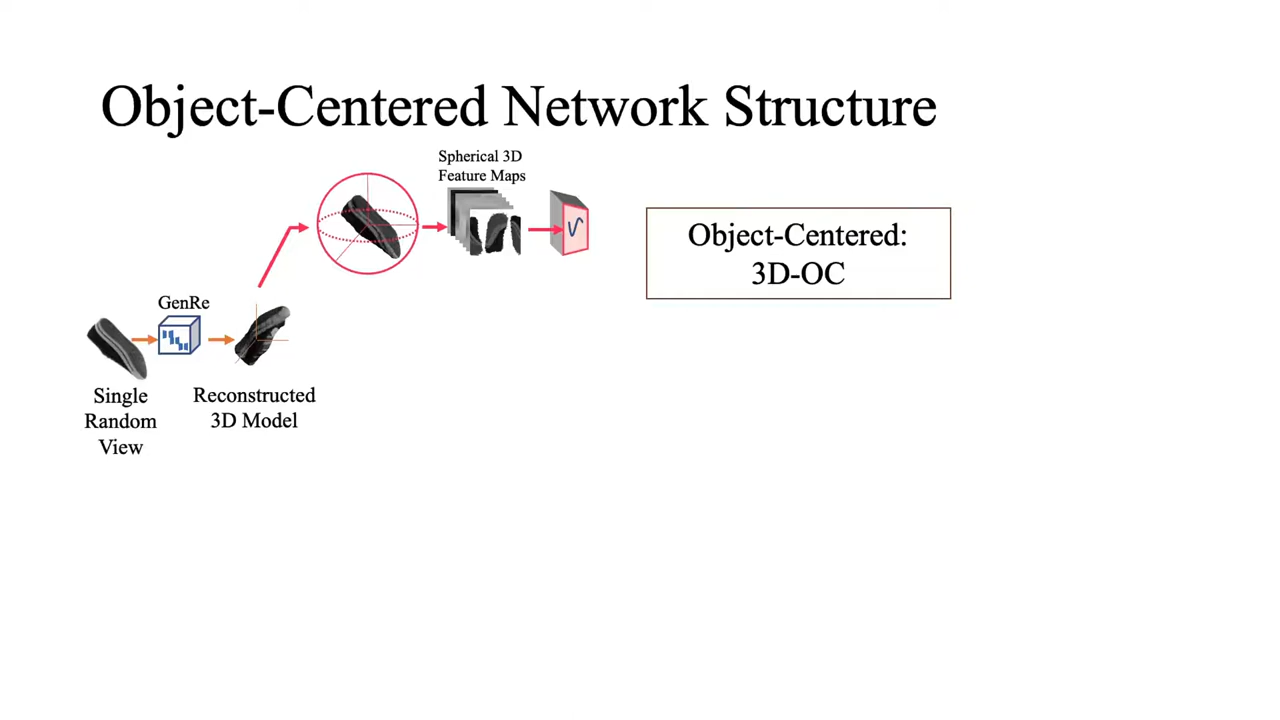 Object-Centered Network Structure
Spherical 3D
Feature Maps
Object-Centered:
3D-OC
GenRe
Single
Random
View
Reconstructed
3D Model